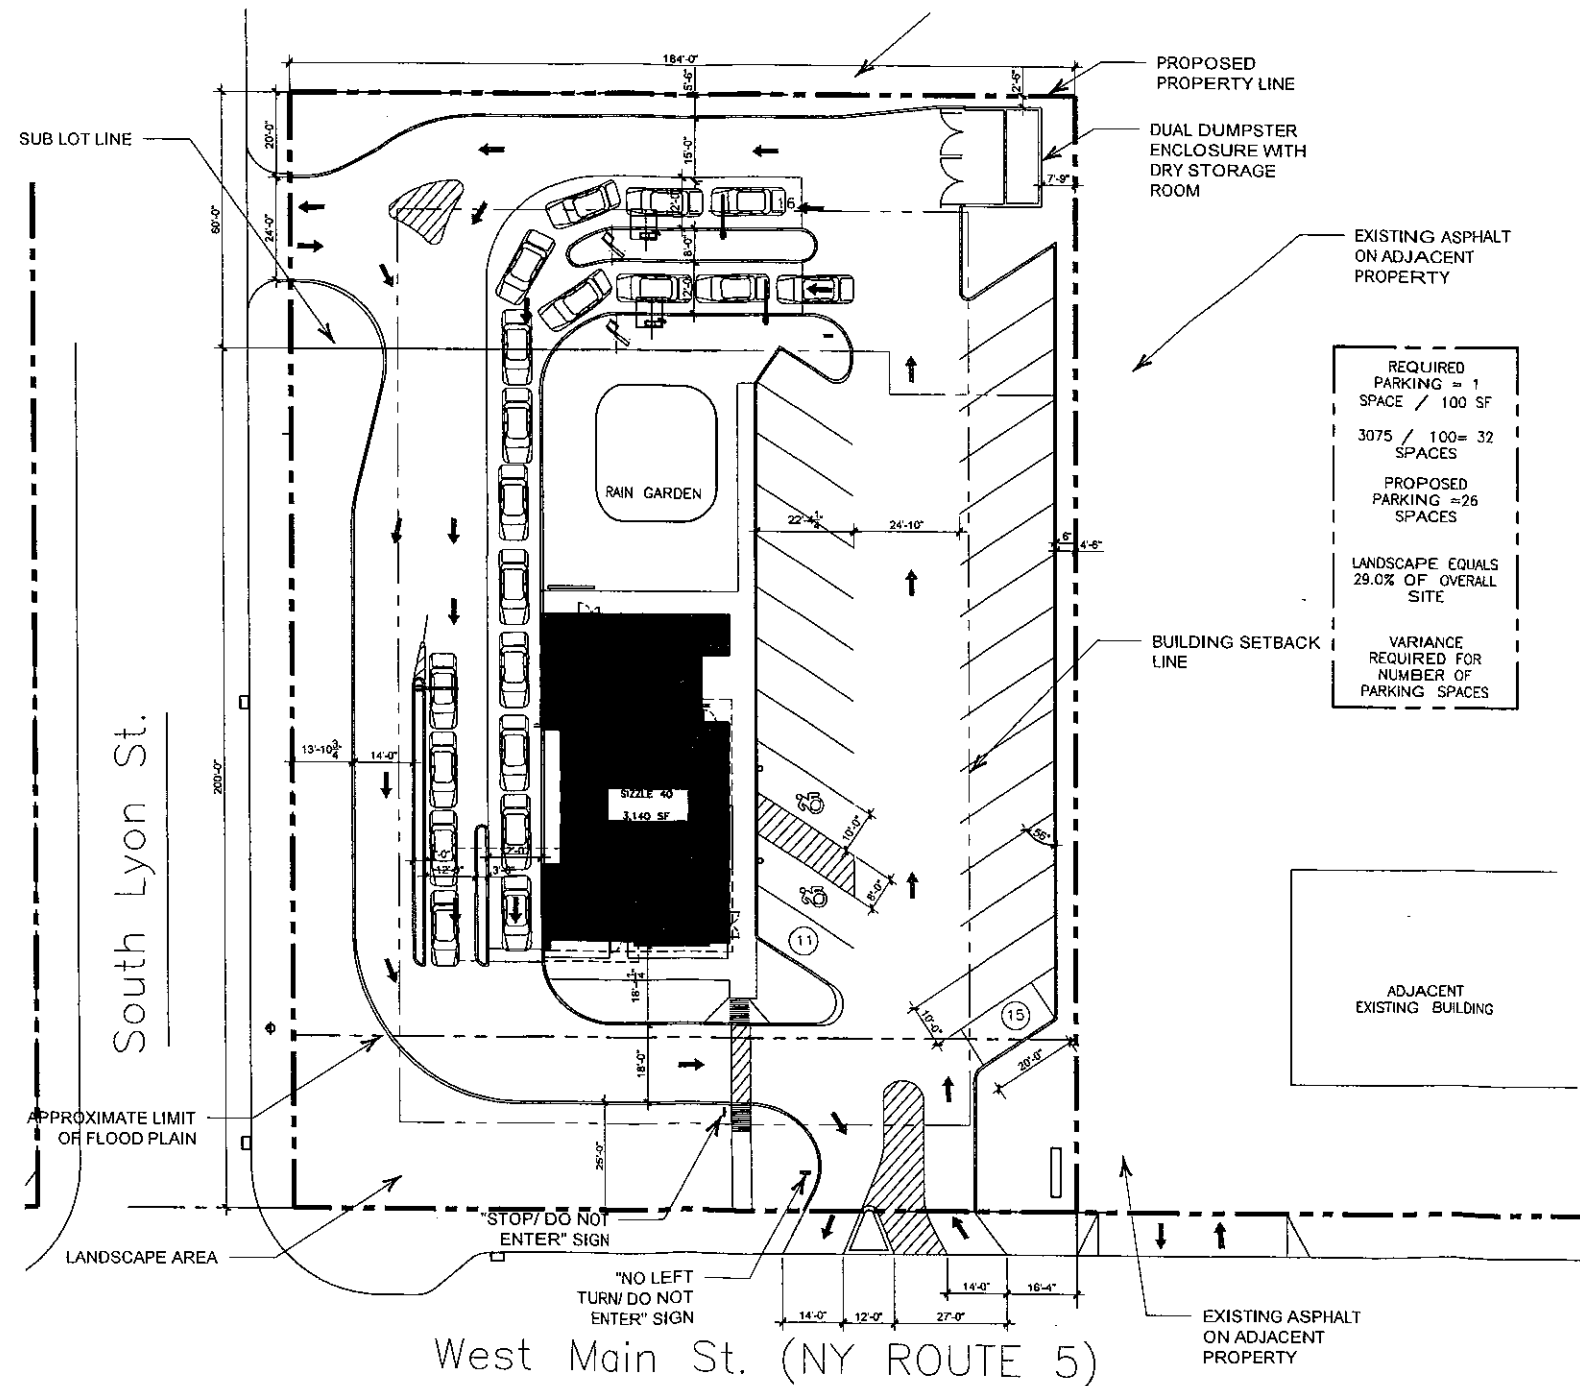 184'-0"
5'-6"
2'-6"
PROPOSED
PROPERTY LINE
SUB LOT LINE
20'-0"
15'-0"
DUAL DUMPSTER
ENCLOSURE WITH
DRY STORAGE
ROOM
7'-9"
60'-0"
24'-0"
12'-0"
16
8'-0"
12'-0"
EXISTING ASPHALT
ON ADJACENT
PROPERTY
REQUIRED
PARKING = 1
SPACE / 100 SF
3075 / 100= 32
SPACES
PROPOSED
PARKING =26
SPACES
LANDSCAPE EQUALS
29.0% OF OVERALL
SITE
VARIANCE
REQUIRED FOR
NUMBER OF
PARKING SPACES
RAIN GARDEN
22'-4 1/4"
24'-10"
6"
4'-6"
BUILDING SETBACK
LINE
South Lyon St.
200'-0"
13'-10 3/4"
14'-0"
SIZZLE 40
3,140 SF
10'-0"
56°
12'-0"
3'-6"
8'-0"
11
18'-1 1/4"
15
10'-0"
20'-0"
ADJACENT
EXISTING BUILDING
18'-0"
APPROXIMATE LIMIT
OF FLOOD PLAIN
25'-0"
"STOP/ DO NOT
ENTER" SIGN
LANDSCAPE AREA
"NO LEFT
TURN/ DO NOT
ENTER" SIGN
14'-0"
16'-4"
14'-0"
12'-0"
27'-0"
EXISTING ASPHALT
ON ADJACENT
PROPERTY
West Main St. (NY ROUTE 5)